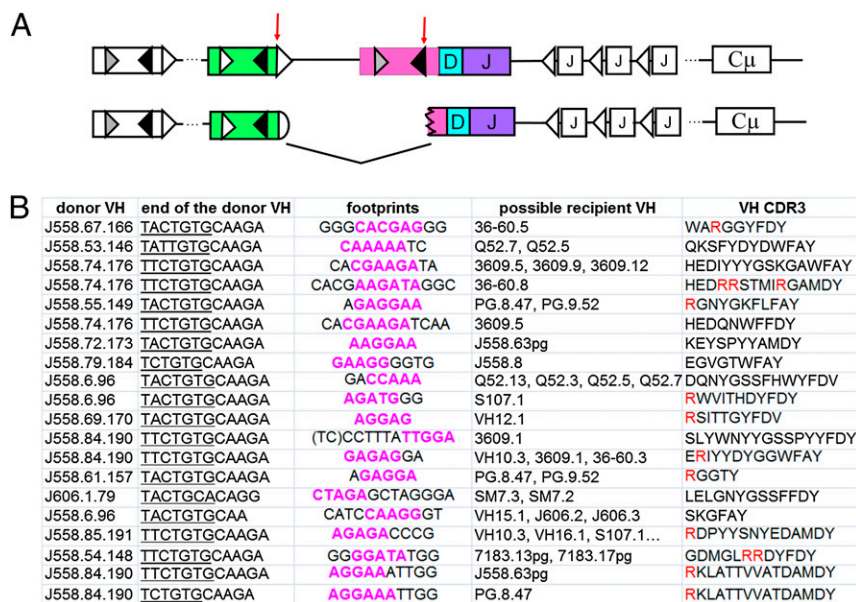 A
D J J J J Cμ
D J J J J Cμ
B
donor VH end of the donor VH footprints possible recipient VH VH CDR3
J558.67.166 TACTGTGCAAGA GGGCACGAGGG 36-60.5 WARGGYFDY
J558.53.146 TATTGTGCAAGA CAAAAATC Q52.7, Q52.5 QKSFYDYDWFAY
J558.74.176 TTCTGTGCAAGA CACGAAGATA 3609.5, 3609.9, 3609.12 HEDIYYYGSKGAWFAY
J558.74.176 TTCTGTGCAAGA CACGAAGATAGGC 36-60.8 HEDRRSTMIRGAMDY
J558.55.149 TACTGTGCAAGA AGAGGAA PG.8.47, PG.9.52 RGNYGKFLFAY
J558.74.176 TTCTGTGCAAGA CACGAAGATCAA 3609.5 HEDQNWFFDY
J558.72.173 TACTGTGCAAGA AAGGAA J558.63pg KEYSPYYAMDY
J558.79.184 TCTGTGCAAGA GAAGGGGTG J558.8 EGVGTWFAY
J558.6.96 TACTGTGCAAGA GACCAAA Q52.13, Q52.3, Q52.5, Q52.7 DQNYGSSFHWYFDV
J558.6.96 TACTGTGCAAGA AGATGGG S107.1 RWVITHDYFDY
J558.69.170 TACTGTGCAAGA AGGAG VH12.1 RSITTGYFDV
J558.84.190 TTCTGTGCAAGA (TC)CCTTTATTGGA 3609.1 SLYWNYYGSSPYYFDY
J558.84.190 TTCTGTGCAAGA GAGAGGA VH10.3, 3609.1, 36-60.3 ERIYYDYGGWFAY
J558.61.157 TACTGTGCAAGA AGAGGA PG.8.47, PG.9.52 RGGTY
J606.1.79 TACTGCACAGG CTAGAGCTAGGGA SM7.3, SM7.2 LELGNYGSSFFDY
J558.6.96 TACTGTGCAA CATCCAAGGGT VH15.1, J606.2, J606.3 SKGFAY
J558.85.191 TTCTGTGCAAGA AGAGACCCG VH10.3, VH16.1, S107.1... RDPYYSNYEDAMDY
J558.54.148 TTCTGTGCAAGA GGGGATATGG 7183.13pg, 7183.17pg GDMGLRRDYFDY
J558.84.190 TTCTGTGCAAGA AGGAAATTGG J558.63pg RKLATTVVATDAMDY
J558.84.190 TCTGTGCAAGA AGGAAATTGG PG.8.47 RKLATTVVATDAMDY